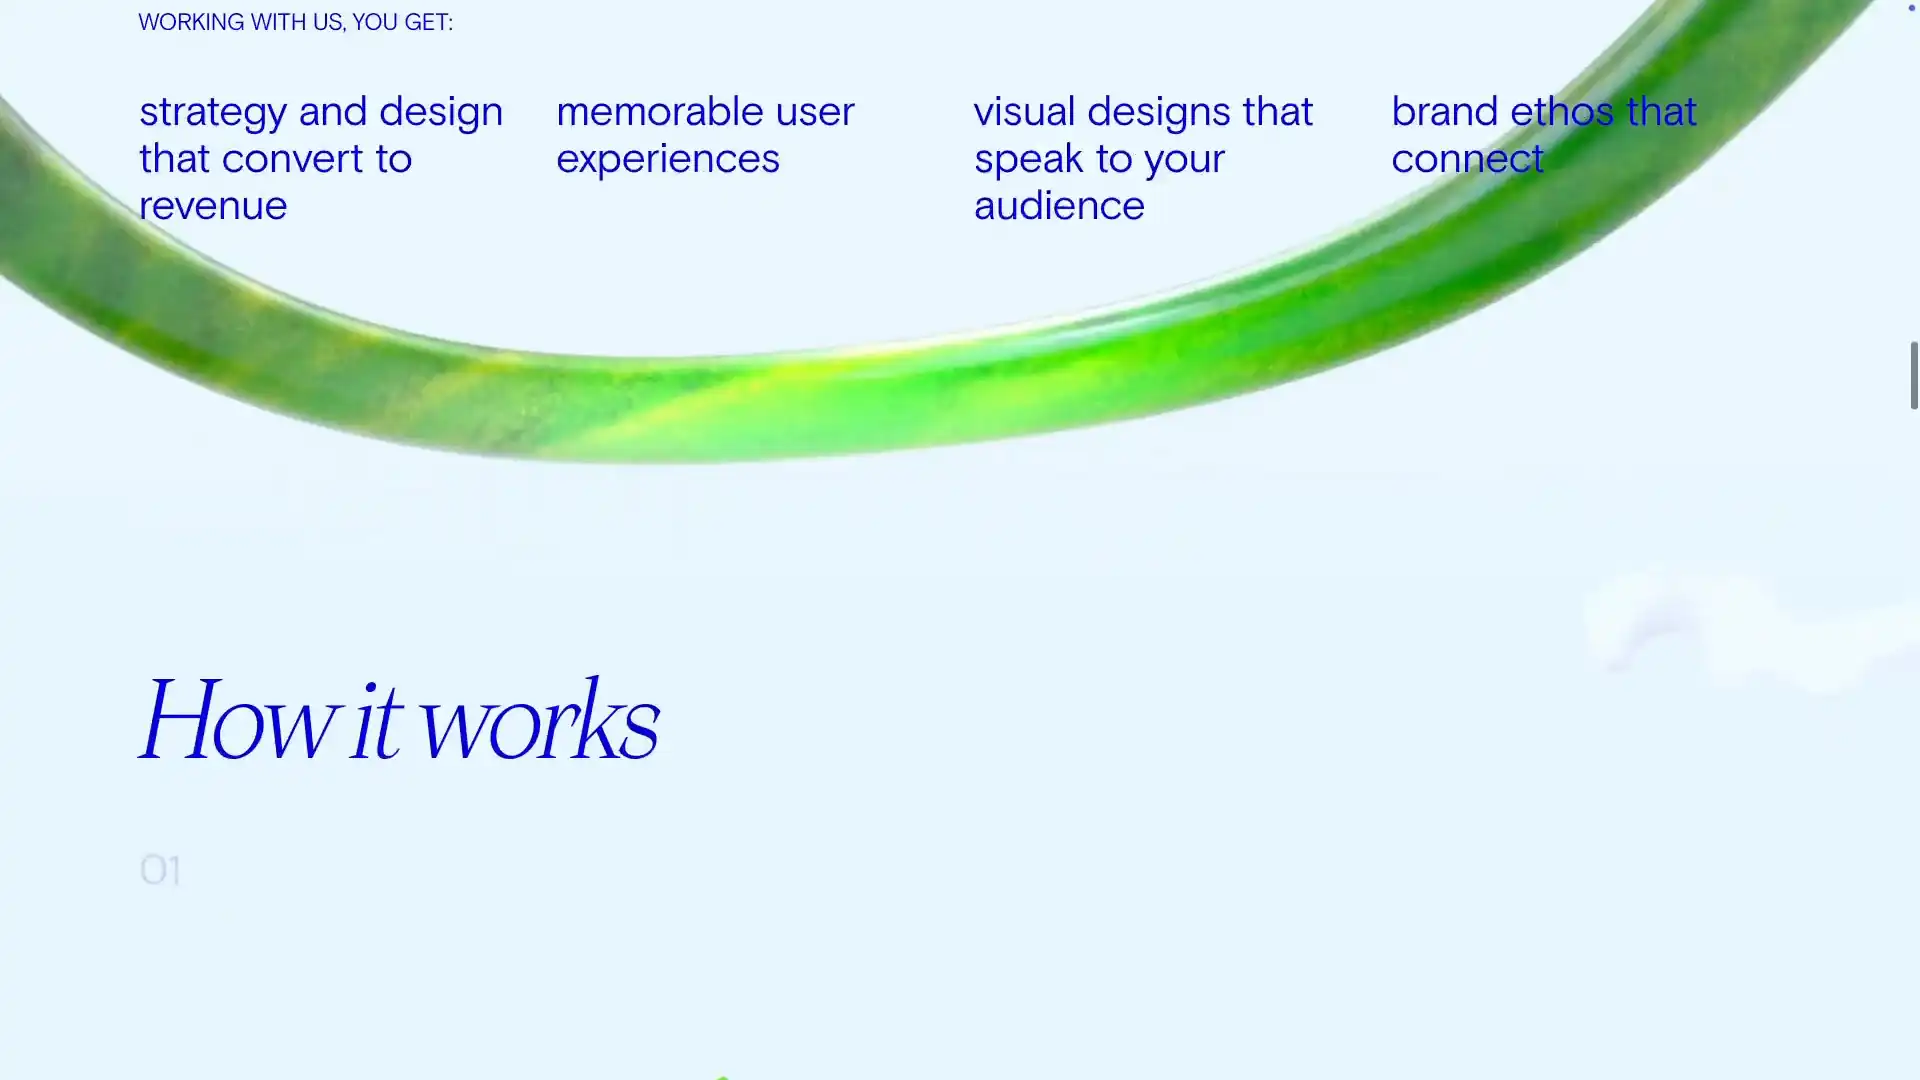 WORKING WITH US, YOU GET:
strategy and design
that convert to
revenue
memorable user
experiences
visual designs that
speak to your
audience
brand ethos that
connect
How it works
01